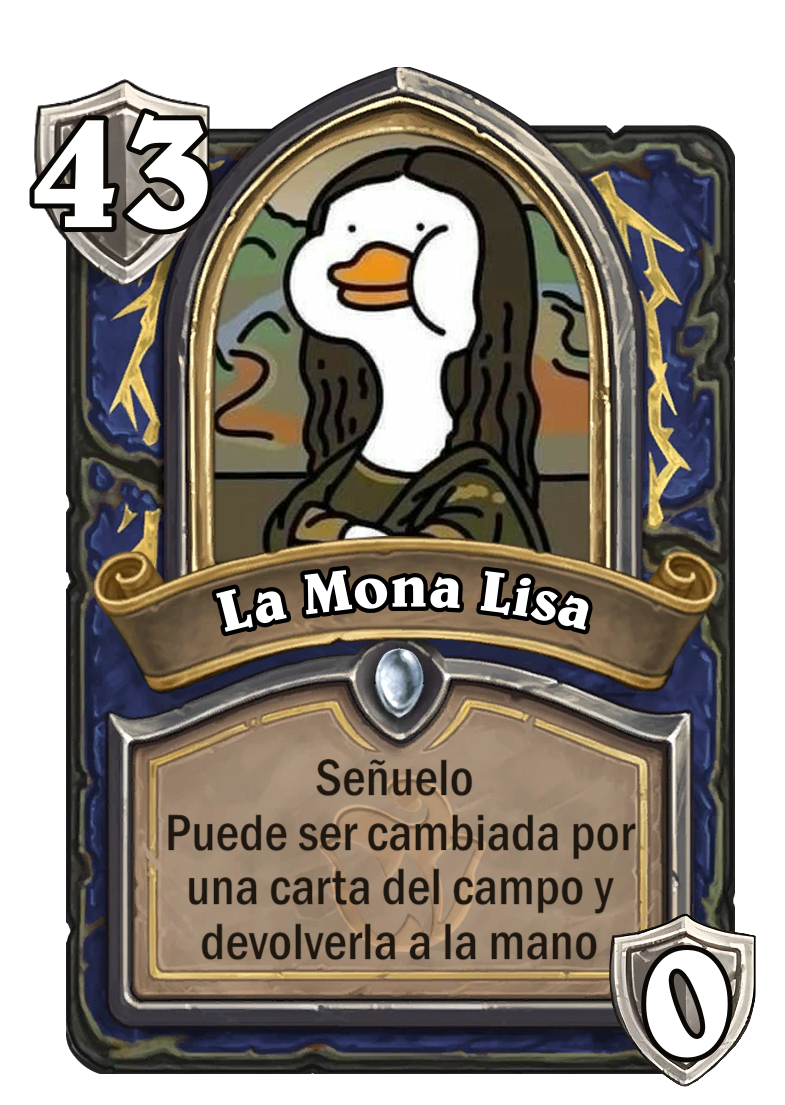 43
La Mona Lisa
Señuelo
Puede ser cambiada por
una carta del campo y
devolverla a la mano
0